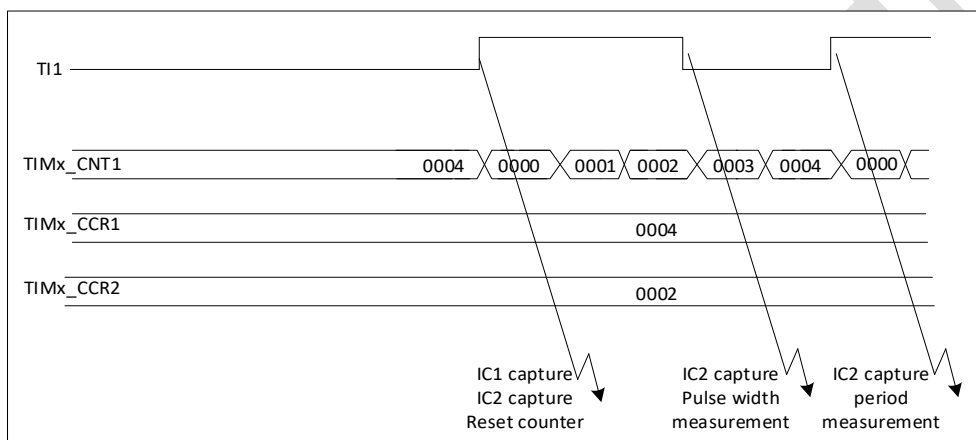 TI1
TIMx_CNT1 0004 0000 0001 0002 0003 0004 0000
TIMx_CCR1 0004
TIMx_CCR2 0002
IC1 capture
IC2 capture
Reset counter
IC2 capture
Pulse width
measurement
IC2 capture
period
measurement